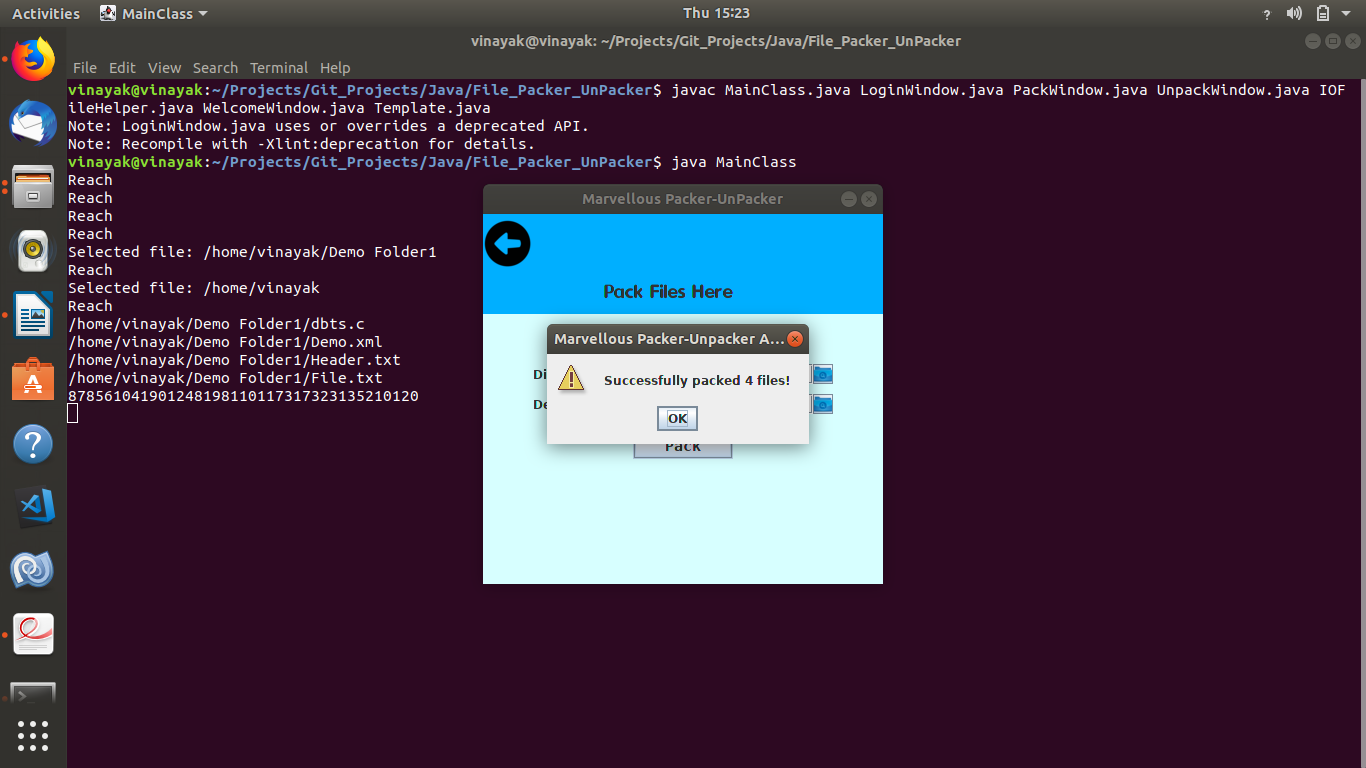 Activities
MainClass
Thu 15:23
?
vinayak@vinayak: ~/Projects/Git_Projects/Java/File_Packer_UnPacker
File Edit View Search Terminal Help
vinayak@vinayak:~/Projects/Git_Projects/Java/File_Packer_UnPacker$ javac MainClass.java LoginWindow.java PackWindow.java UnpackWindow.java IOF
ileHelper.java WelcomeWindow.java Template.java
Note: LoginWindow.java uses or overrides a deprecated API.
Note: Recompile with -Xlint:deprecation for details.
vinayak@vinayak:~/Projects/Git_Projects/Java/File_Packer_UnPacker$ java MainClass
Reach
Reach
Reach
Reach
Selected file: /home/vinayak/Demo Folder1
Reach
Selected file: /home/vinayak
Reach
/home/vinayak/Demo Folder1/dbts.c
/home/vinayak/Demo Folder1/Demo.xml
/home/vinayak/Demo Folder1/Header.txt
/home/vinayak/Demo Folder1/File.txt
878561041901248198110117317323135210120
Marvellous Packer-UnPacker
Pack Files Here
Marvellous Packer-Unpacker A...
Di
Successfully packed 4 files!
De
OK
Pack